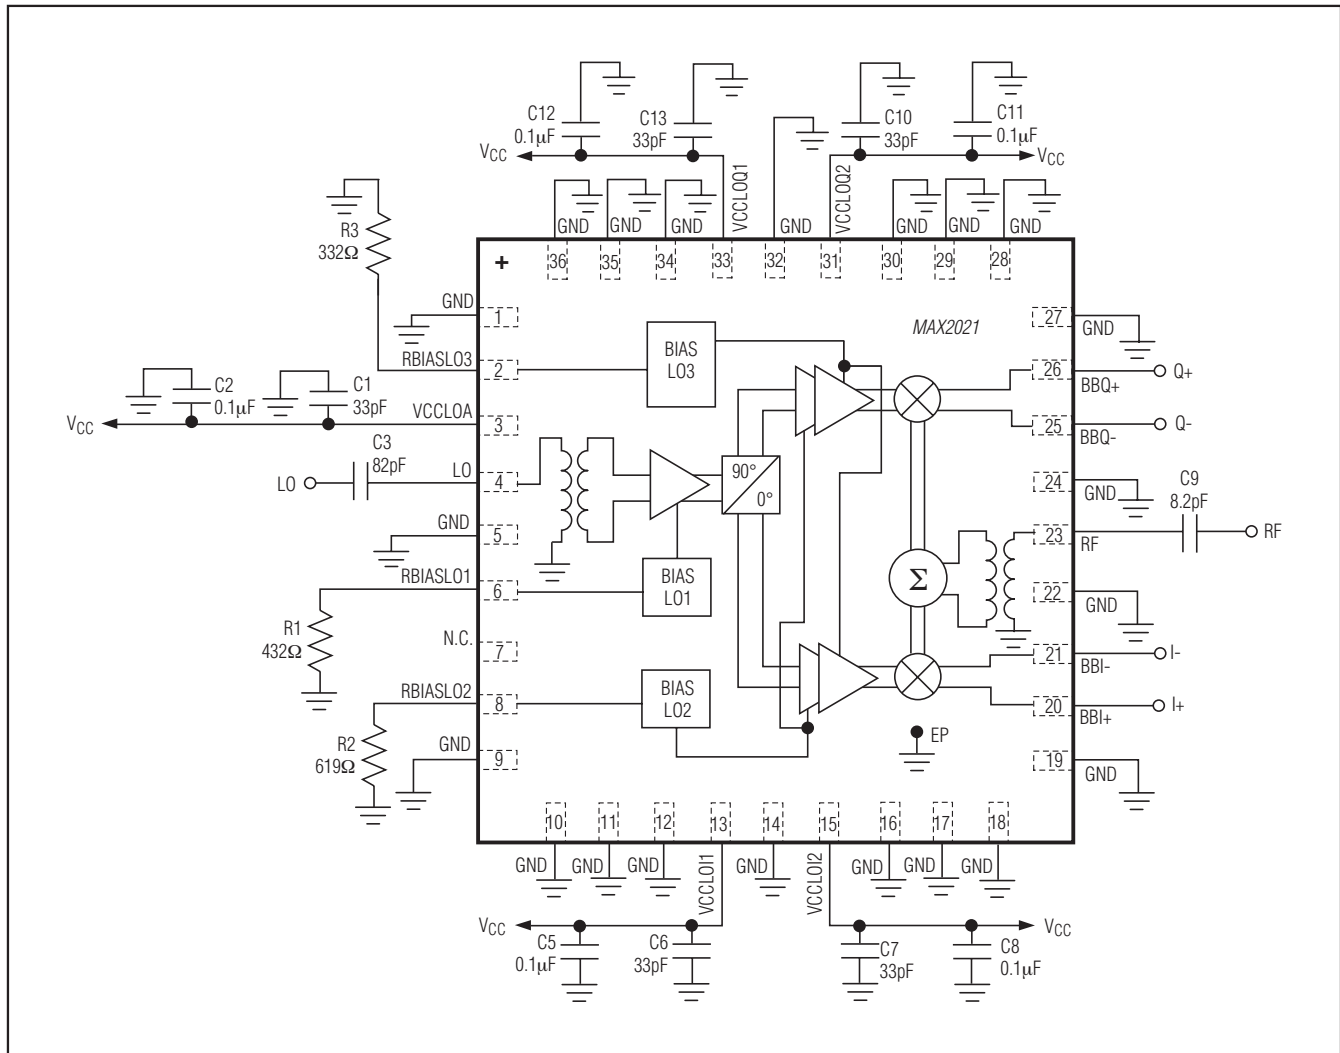 C12
0.1μF
C13
33pF
C10
33pF
C11
0.1μF
VCC
VCC
VCCLOQ1
VCCLOQ2
GND
GND
GND
GND
GND
GND
GND
R3
332Ω
+
36
35
34
33
32
31
30
29
28
MAX2021
GND
1
27
GND
RBIASLO3
2
BIAS
LO3
26
BBQ+
Q+
C2
0.1μF
C1
33pF
VCC
VCCLOA
3
25
BBQ-
Q-
C3
82pF
LO
LO
4
90°
0°
24
GND
C9
8.2pF
GND
5
23
RF
RF
RBIASLO1
6
BIAS
LO1
Σ
22
GND
R1
432Ω
N.C.
7
21
BBI-
I-
RBIASLO2
8
BIAS
LO2
20
BBI+
I+
EP
R2
619Ω
GND
9
19
GND
10
11
12
13
14
15
16
17
18
GND
GND
GND
VCCLOI1
GND
VCCLOI2
GND
GND
GND
VCC
C5
0.1μF
C6
33pF
C7
33pF
C8
0.1μF
VCC